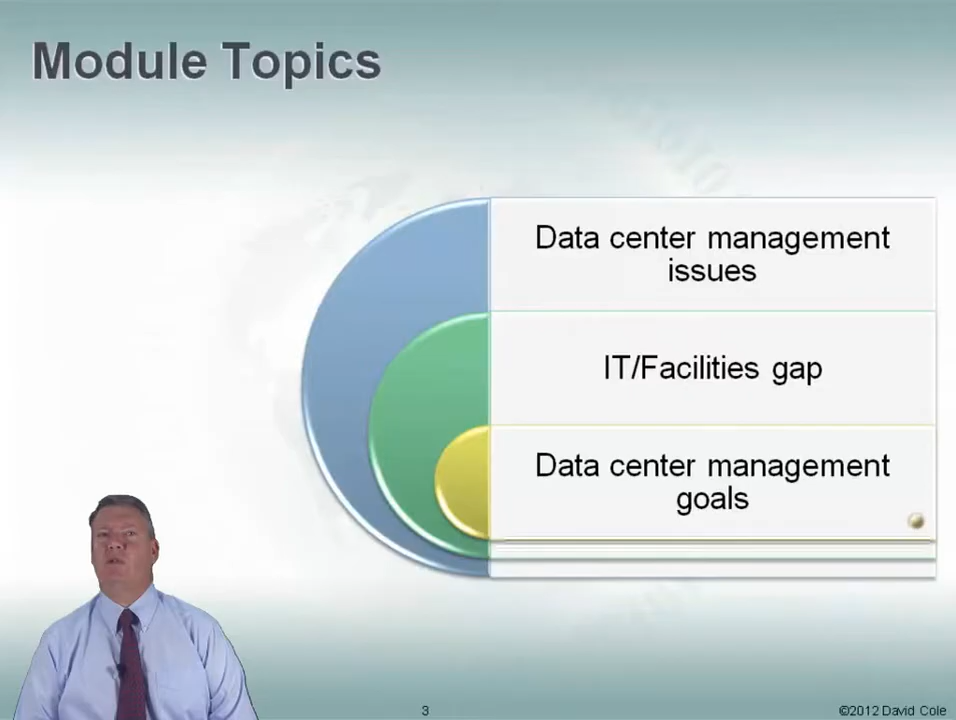 Module Topics
Data center management
issues
IT/Facilities gap
Data center management
goals
3
©2012 David Cole